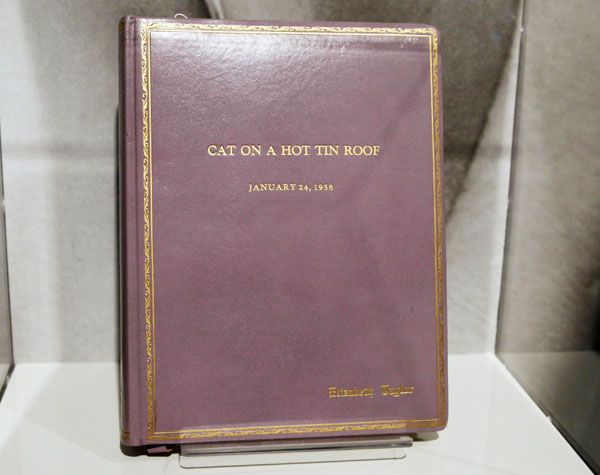 CAT ON A HOT TIN ROOF
JANUARY 24, 1958
Elizabeth Taylor